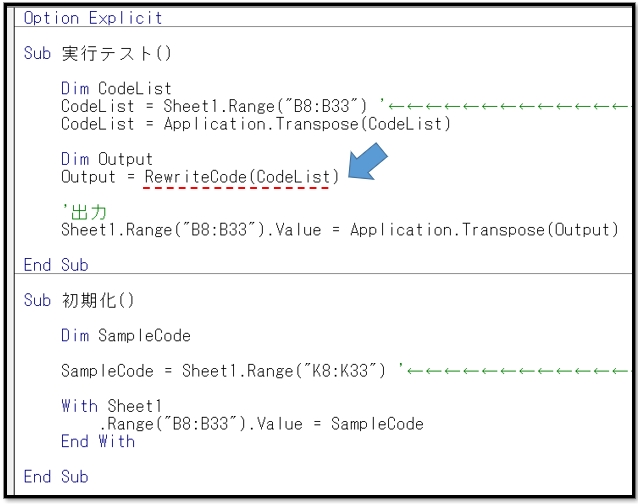 Option Explicit
Sub 実行テスト()
Dim CodeList
CodeList = Sheet1.Range("B8:B33") '←←←←←←←←←←←←←
CodeList = Application.Transpose(CodeList)
Dim Output
Output = RewriteCode(CodeList)
'出力
Sheet1.Range("B8:B33").Value = Application.Transpose(Output)
End Sub
Sub 初期化()
Dim SampleCode
SampleCode = Sheet1.Range("K8:K33") '←←←←←←←←←←←←
With Sheet1
.Range("B8:B33").Value = SampleCode
End With
End Sub